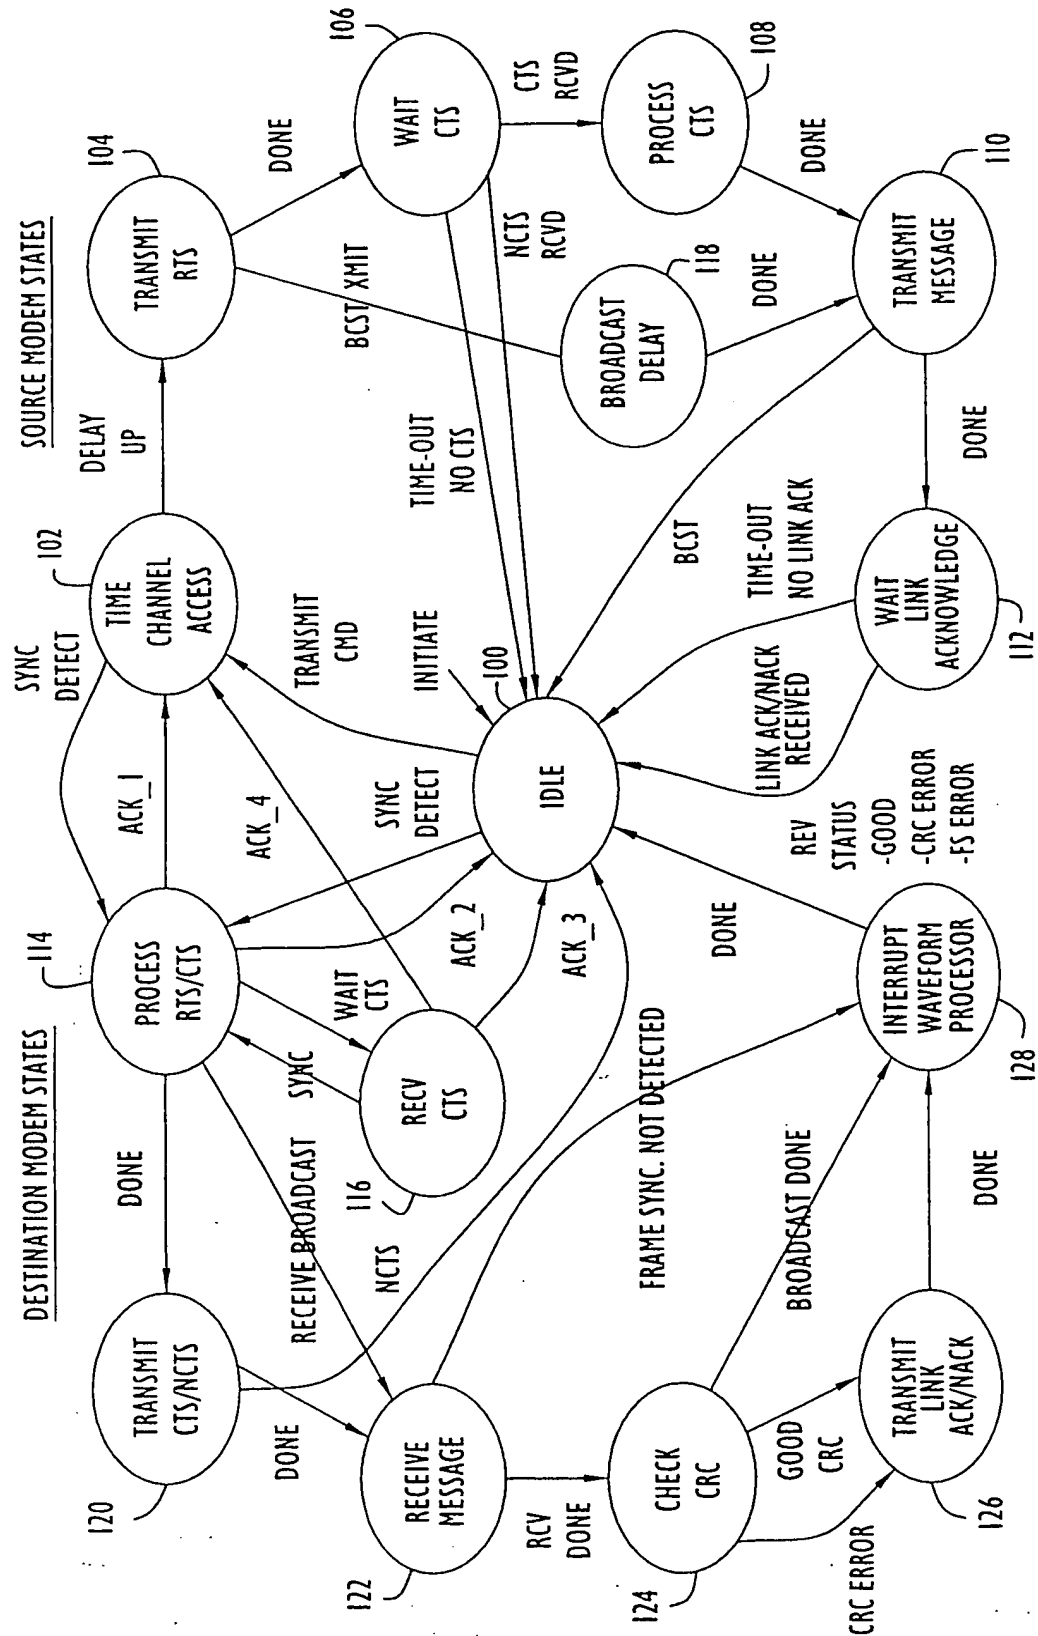 DESTINATION MODEM STATES
SOURCE MODEM STATES
120
TRANSMIT
CTS/NCTS
DONE
114
PROCESS
RTS/CTS
SYNC
DETECT
ACK_1
102
TIME
CHANNEL
ACCESS
DELAY
UP
104
TRANSMIT
RTS
DONE
106
WAIT
CTS
DONE
RECEIVE BROADCAST
NCTS
SYNC
WAIT
CTS
ACK_4
116
RECV
CTS
ACK_2
SYNC
DETECT
TRANSMIT
CMD
INITIATE
100
IDLE
ACK_3
TIME-OUT
NO CTS
BCST XMIT
NCTS
RCVD
CTS
RCVD
108
PROCESS
CTS
122
RECEIVE
MESSAGE
RCV
DONE
FRAME SYNC. NOT DETECTED
118
BROADCAST
DELAY
DONE
DONE
124
CHECK
CRC
BROADCAST DONE
DONE
LINK ACK/NACK
RECEIVED
TIME-OUT
NO LINK ACK
BCST
110
TRANSMIT
MESSAGE
GOOD
CRC
CRC ERROR
REV
STATUS
-GOOD
-CRC ERROR
-FS ERROR
126
TRANSMIT
LINK
ACK/NACK
DONE
128
INTERRUPT
WAVEFORM
PROCESSOR
112
WAIT
LINK
ACKNOWLEDGE
DONE